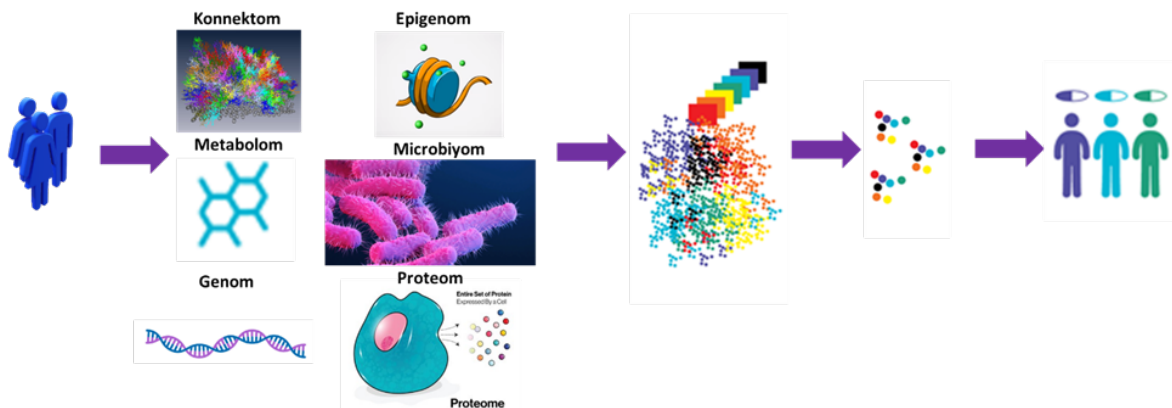 Konnektom
Epigenom
Metabolom
Microbiyom
Genom
Proteom
Entire Set of Protein
Expressed By a Cell
Proteome